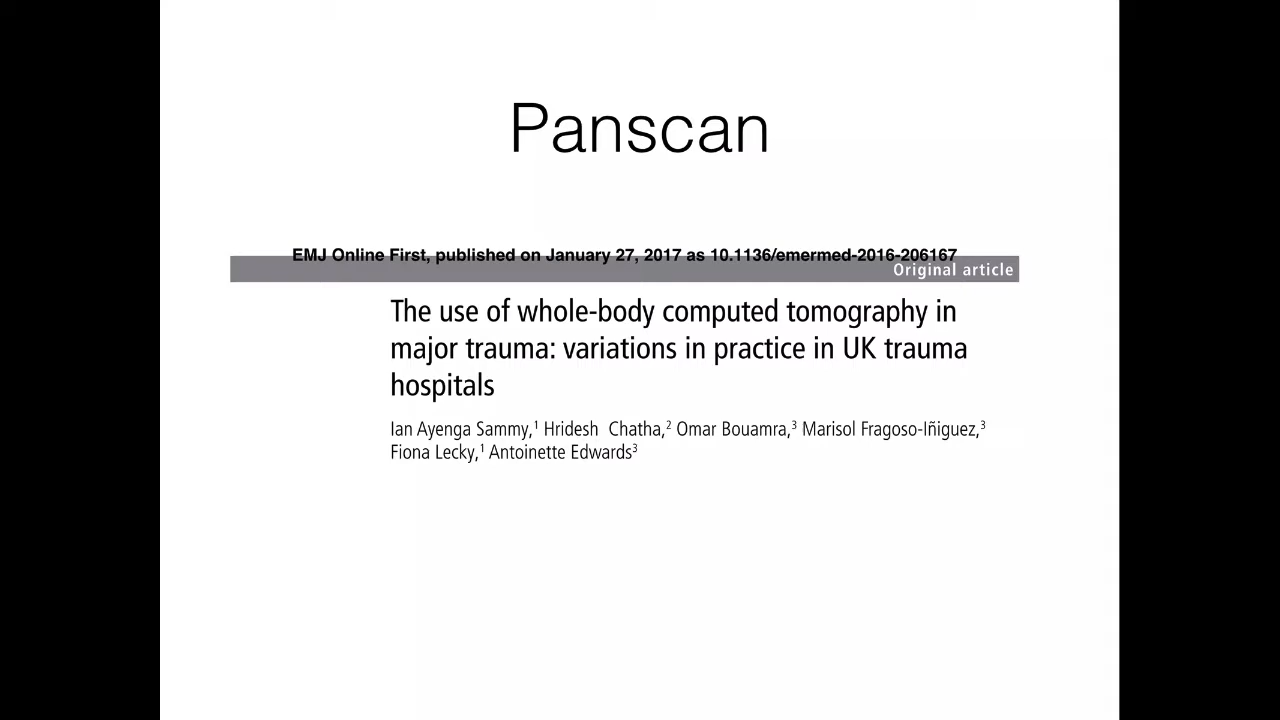 Panscan
EMJ Online First, published on January 27, 2017 as 10.1136/emermed-2016-206167
Original article
The use of whole-body computed tomography in
major trauma: variations in practice in UK trauma
hospitals
Ian Ayenga Sammy,¹ Hridesh Chatha,² Omar Bouamra,³ Marisol Fragoso-Iñiguez,³
Fiona Lecky,¹ Antoinette Edwards³